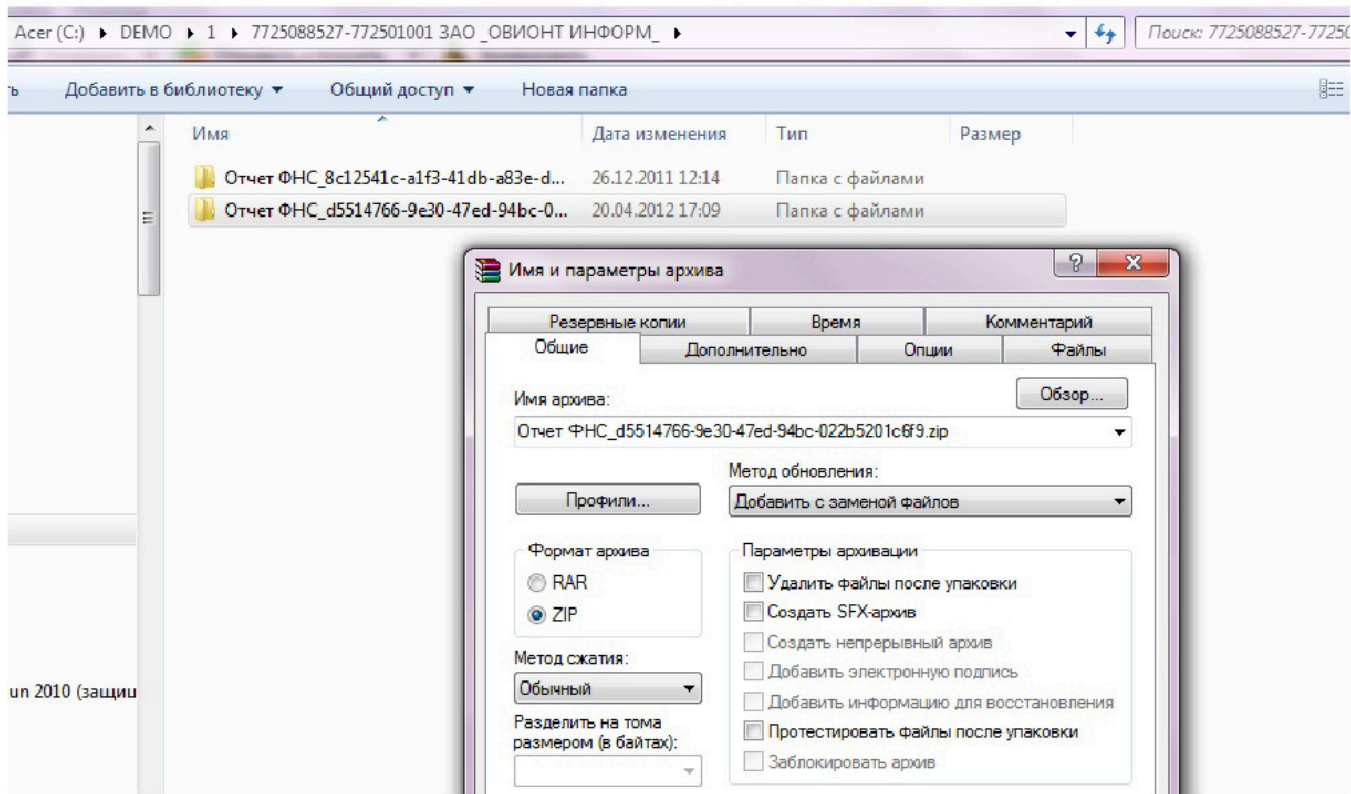 Acer (C:) ▸ DEMO ▸ 1 ▸ 7725088527-772501001 ЗАО _ОВИОНТ ИНФОРМ_ ▸
Поиск: 7725088527-77250
ть Добавить в библиотеку Общий доступ Новая папка
Имя Дата изменения Тип Размер
Отчет ФНС_8c12541c-a1f3-41db-a83e-d... 26.12.2011 12:14 Папка с файлами
Отчет ФНС_d5514766-9e30-47ed-94bc-0... 20.04.2012 17:09 Папка с файлами
Имя и параметры архива
Резервные копии Время Комментарий
Общие Дополнительно Опции Файлы
Имя архива: Обзор...
Отчет ФНС_d5514766-9e30-47ed-94bc-022b5201c6f9.zip
Метод обновления:
Профили... Добавить с заменой файлов
Формат архива Параметры архивации
RAR Удалить файлы после упаковки
ZIP Создать SFX-архив
Создать непрерывный архив
Метод сжатия: Добавить электронную подпись
Обычный Добавить информацию для восстановления
un 2010 (защищ
Разделить на тома Протестировать файлы после упаковки
размером (в байтах): Заблокировать архив